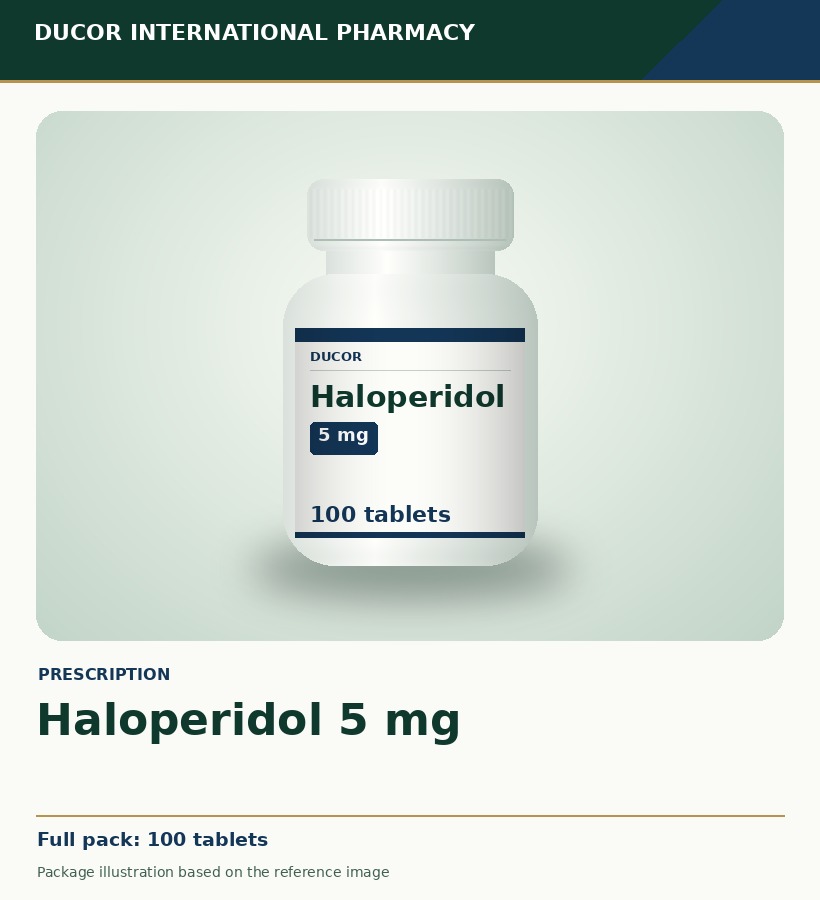 DUCOR INTERNATIONAL PHARMACY
DUCOR
Haloperidol
5 mg
100 tablets
PRESCRIPTION
Haloperidol 5 mg
Full pack: 100 tablets
Package illustration based on the reference image